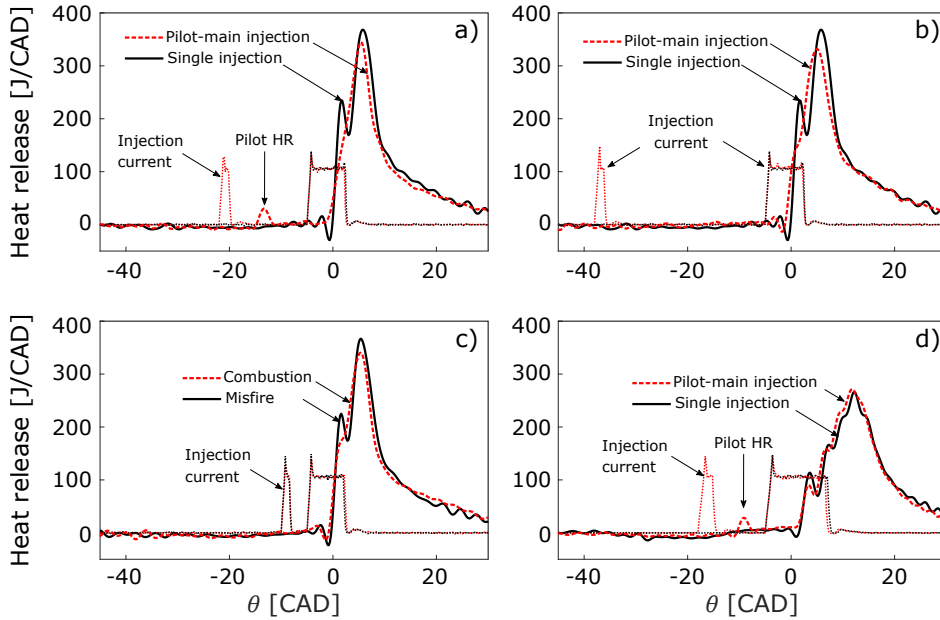 a)
400
300
200
100
0
-40
-20
0
20
Heat release [J/CAD]
Pilot-main injection
Single injection
Injection
current
Pilot HR
b)
400
300
200
100
0
-40
-20
0
20
Pilot-main injection
Single injection
Injection
current
c)
400
300
200
100
0
-40
-20
0
20
Heat release [J/CAD]
θ [CAD]
Combustion
Misfire
Injection
current
d)
400
300
200
100
0
-40
-20
0
20
θ [CAD]
Pilot-main injection
Single injection
Injection
current
Pilot HR